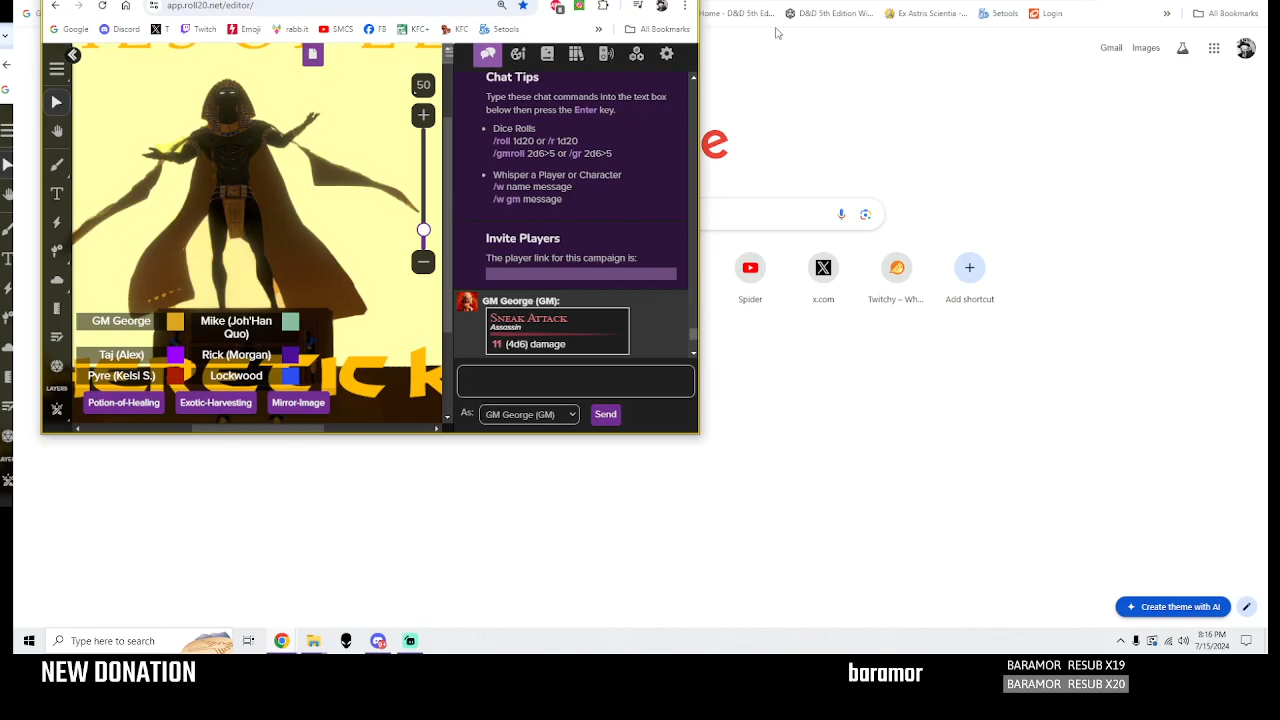 app.roll20.net/editor/
Google Discord T Twitch Emoji rabb.it SMCS FB KFC+ KFC 5etools » All Bookmarks
Home - D&D 5th Ed... D&D 5th Edition Wi... Ex Astris Scientia -... 5etools Login » All Bookmarks
Gmail Images
50
Chat Tips
Type these chat commands into the text box
below then press the Enter key.
• Dice Rolls
/roll 1d20 or /r 1d20
/gmroll 2d6>5 or /gr 2d6>5
• Whisper a Player or Character
/w name message
/w gm message
Invite Players
The player link for this campaign is:
GM George (GM):
Sneak Attack
Assassin
11 (4d6) damage
As: GM George (GM) Send
GM George
Mike (Joh'Han
Quo)
Taj (Alex)
Rick (Morgan)
Pyre (Kelsi S.)
Lockwood
Potion-of-Healing Exotic-Harvesting Mirror-Image
LAYERS
e
Spider x.com Twitchy – Wh... Add shortcut
Create theme with AI
Type here to search
8:16 PM
7/15/2024
NEW DONATION
baramor
BARAMOR RESUB X19
BARAMOR RESUB X20